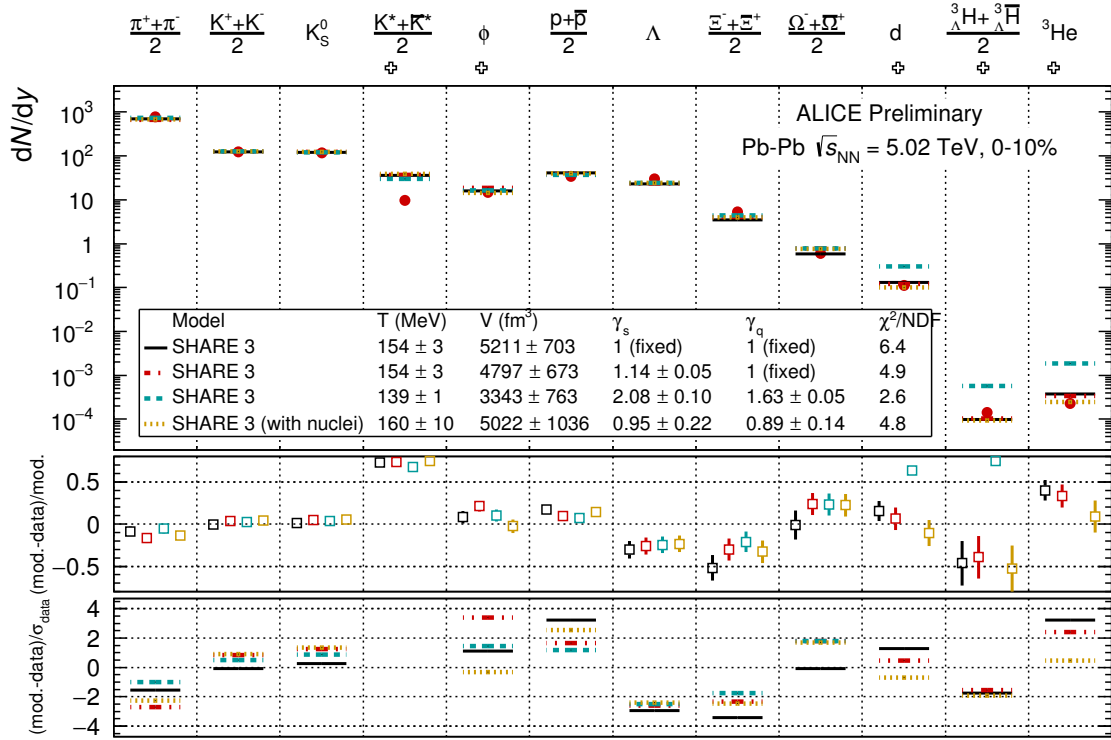 π⁺+π⁻ K⁺+K⁻ K*+K̅* p+p̅ Ξ⁻+Ξ̅⁺ Ω⁻+Ω̅⁺ ³ΛH+³ΛH̅
2 2 K⁰S 2 ϕ 2 Λ 2 2 d 2 ³He
dN/dy
10³
10²
10
1
10⁻¹
10⁻²
10⁻³
10⁻⁴
ALICE Preliminary
Pb-Pb √sNN = 5.02 TeV, 0-10%
Model T (MeV) V (fm³) γs γq χ²/NDF
SHARE 3 154 ± 3 5211 ± 703 1 (fixed) 1 (fixed) 6.4
SHARE 3 154 ± 3 4797 ± 673 1.14 ± 0.05 1 (fixed) 4.9
SHARE 3 139 ± 1 3343 ± 763 2.08 ± 0.10 1.63 ± 0.05 2.6
SHARE 3 (with nuclei) 160 ± 10 5022 ± 1036 0.95 ± 0.22 0.89 ± 0.14 4.8
(mod.-data)/mod.
0.5
0
−0.5
(mod.-data)/σdata
4
2
0
−2
−4